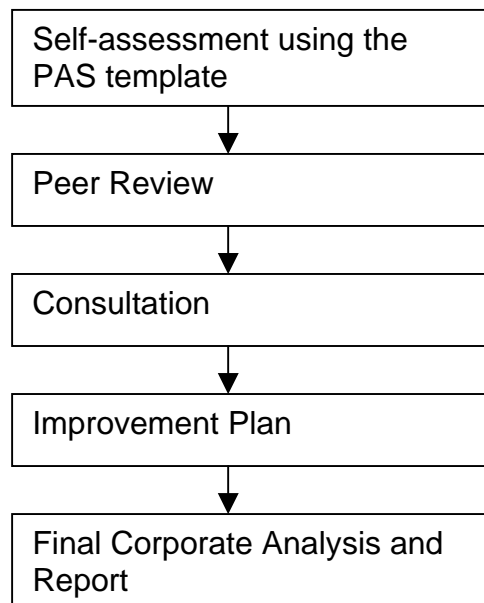 Self-assessment using the
PAS template
Peer Review
Consultation
Improvement Plan
Final Corporate Analysis and
Report